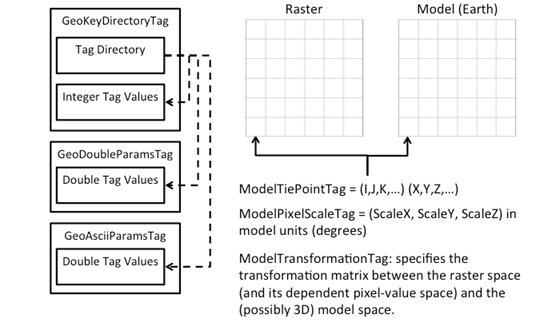 GeoKeyDirectoryTag
Tag Directory
Integer Tag Values
GeoDoubleParamsTag
Double Tag Values
GeoAsciiParamsTag
Double Tag Values
Raster
Model (Earth)
ModelTiePointTag = (I,J,K,...) (X,Y,Z,...)
ModelPixelScaleTag = (ScaleX, ScaleY, ScaleZ) in
model units (degrees)
ModelTransformationTag: specifies the
transformation matrix between the raster space
(and its dependent pixel-value space) and the
(possibly 3D) model space.